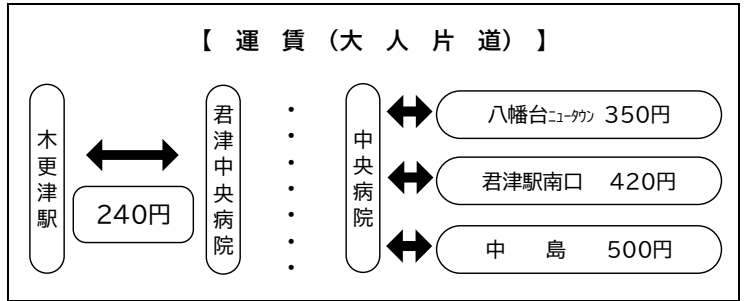 【 運 賃 (大 人 片 道) 】
木更津駅
240円
君津中央病院
中央病院
八幡台ﾆｭｰﾀｳﾝ 350円
君津駅南口 420円
中 島 500円